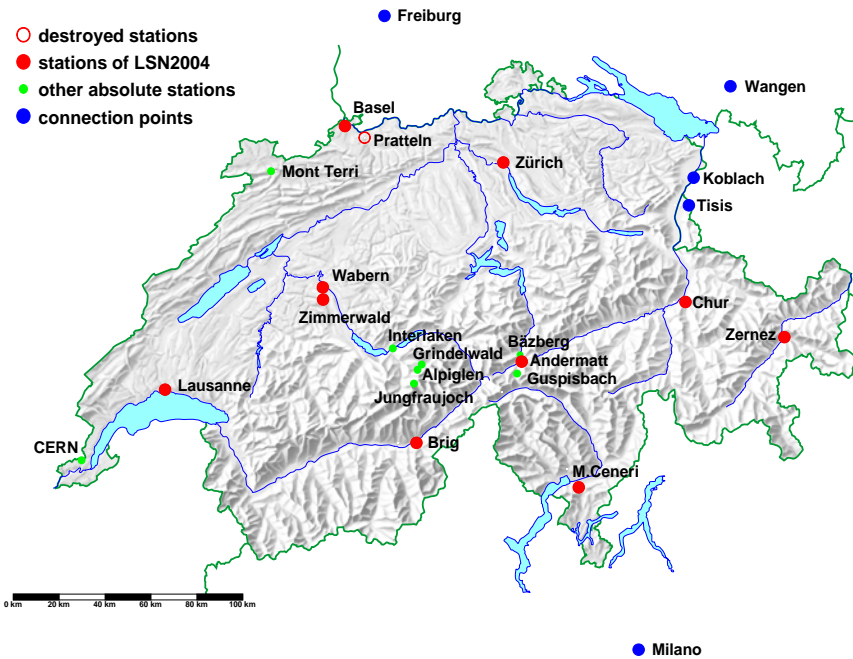 Freiburg
destroyed stations
stations of LSN2004
other absolute stations
connection points
Wangen
Basel
Pratteln
Mont Terri
Zürich
Koblach
Tisis
Wabern
Zimmerwald
Chur
Zernez
Interlaken
Bäzberg
Grindelwald
Andermatt
Alpiglen
Guspisbach
Jungfraujoch
Lausanne
CERN
Brig
M.Ceneri
0 km 20 km 40 km 60 km 80 km 100 km
Milano